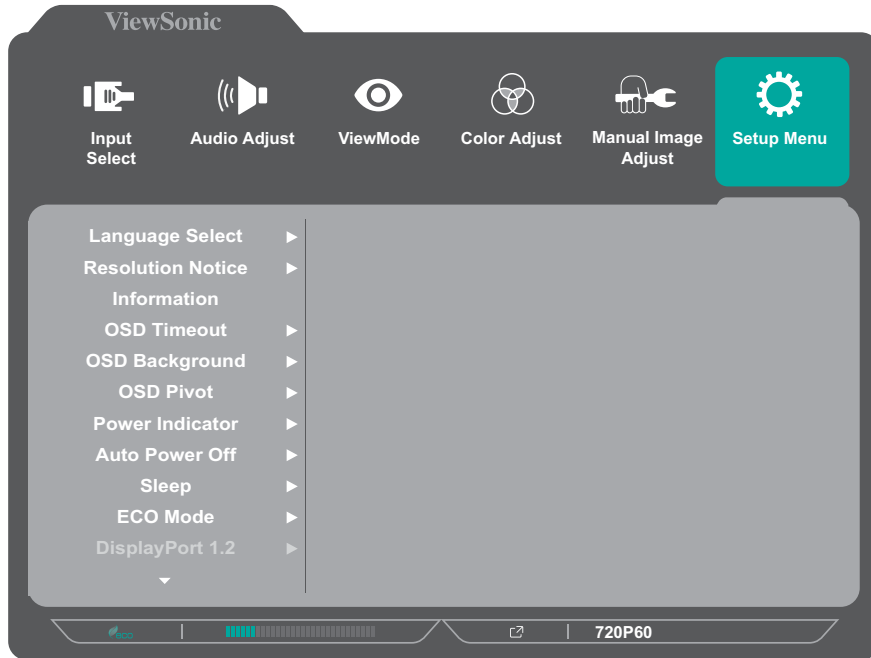 ViewSonic
Input
Select
Audio Adjust
ViewMode
Color Adjust
Manual Image
Adjust
Setup Menu
Language Select
Resolution Notice
Information
OSD Timeout
OSD Background
OSD Pivot
Power Indicator
Auto Power Off
Sleep
ECO Mode
DisplayPort 1.2
eco
720P60